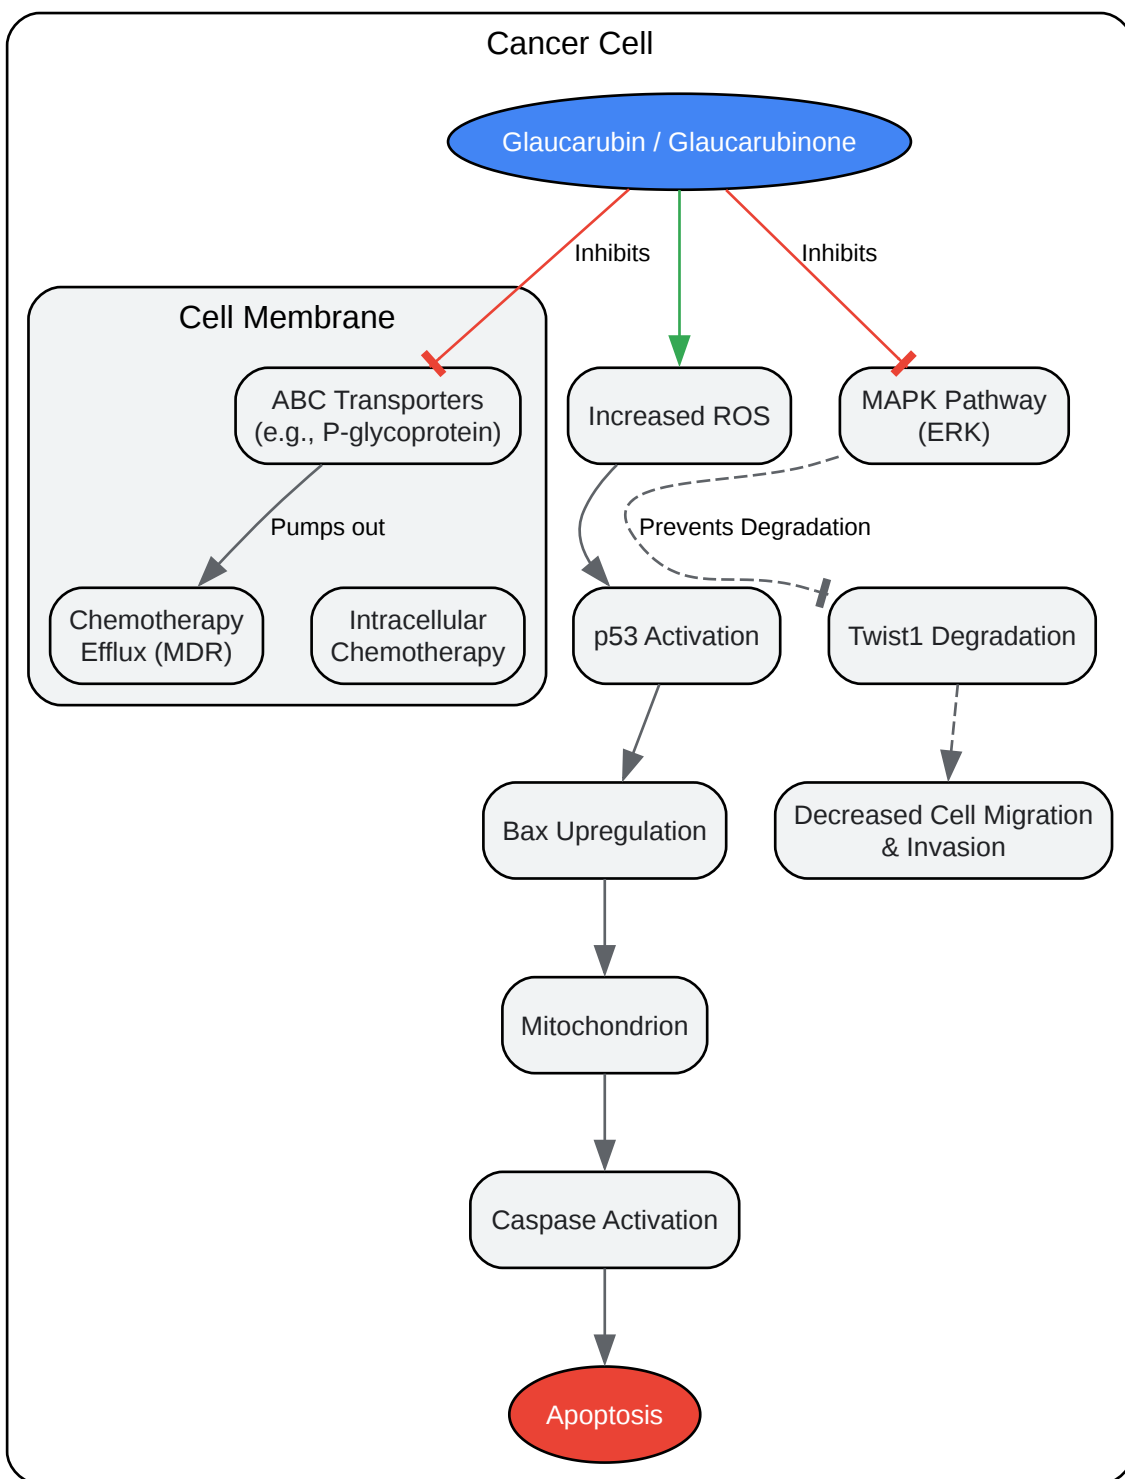 Cancer Cell
Glaucarubin / Glaucarubinone
Inhibits
Inhibits
Cell Membrane
ABC Transporters
(e.g., P-glycoprotein)
Increased ROS
MAPK Pathway
(ERK)
Pumps out
Prevents Degradation
Chemotherapy
Efflux (MDR)
Intracellular
Chemotherapy
p53 Activation
Twist1 Degradation
Bax Upregulation
Decreased Cell Migration
& Invasion
Mitochondrion
Caspase Activation
Apoptosis